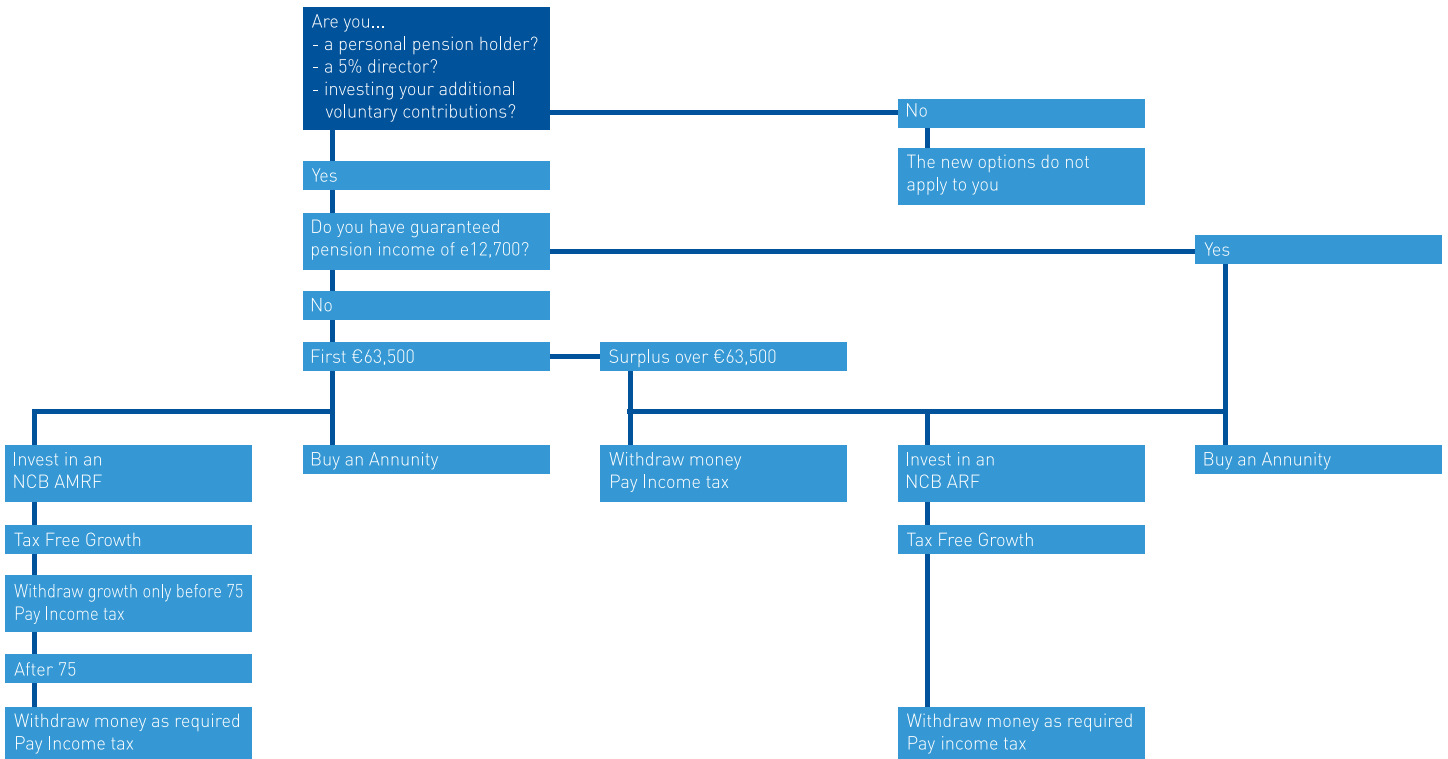 Are you...
- a personal pension holder?
- a 5% director?
- investing your additional
voluntary contributions?
No
The new options do not
apply to you
Yes
Do you have guaranteed
pension income of e12,700?
Yes
No
First €63,500
Surplus over €63,500
Invest in an
NCB AMRF
Buy an Annunity
Withdraw money
Pay Income tax
Invest in an
NCB ARF
Buy an Annunity
Tax Free Growth
Tax Free Growth
Withdraw growth only before 75
Pay Income tax
After 75
Withdraw money as required
Pay Income tax
Withdraw money as required
Pay income tax